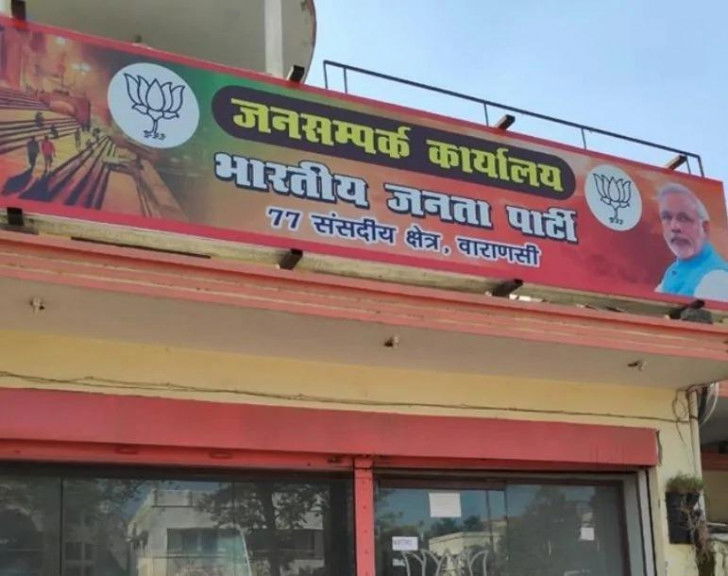 जनसम्पर्क कार्यालय
भारतीय जनता पार्टी
77 संसदीय क्षेत्र, वाराणसी